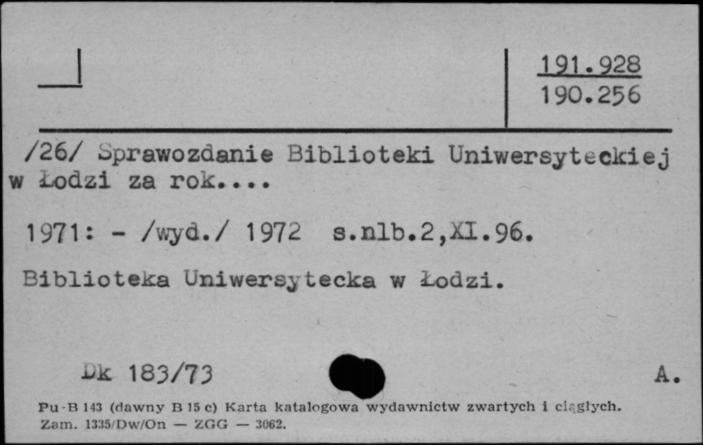 191.928
190.256
/26/ Sprawozdanie Biblioteki Uniwersyteckiej
w Łodzi za rok....
1971: - /wyd./ 1972 s.nlb.2,XI.96.
Biblioteka Uniwersytecka w Łodzi.
Dk 183/73 A.
Pu-B 143 (dawny B 15 c) Karta katalogowa wydawnictw zwartych i ciągłych.
Zam. 1335/Dw/On — ZGG — 3062.